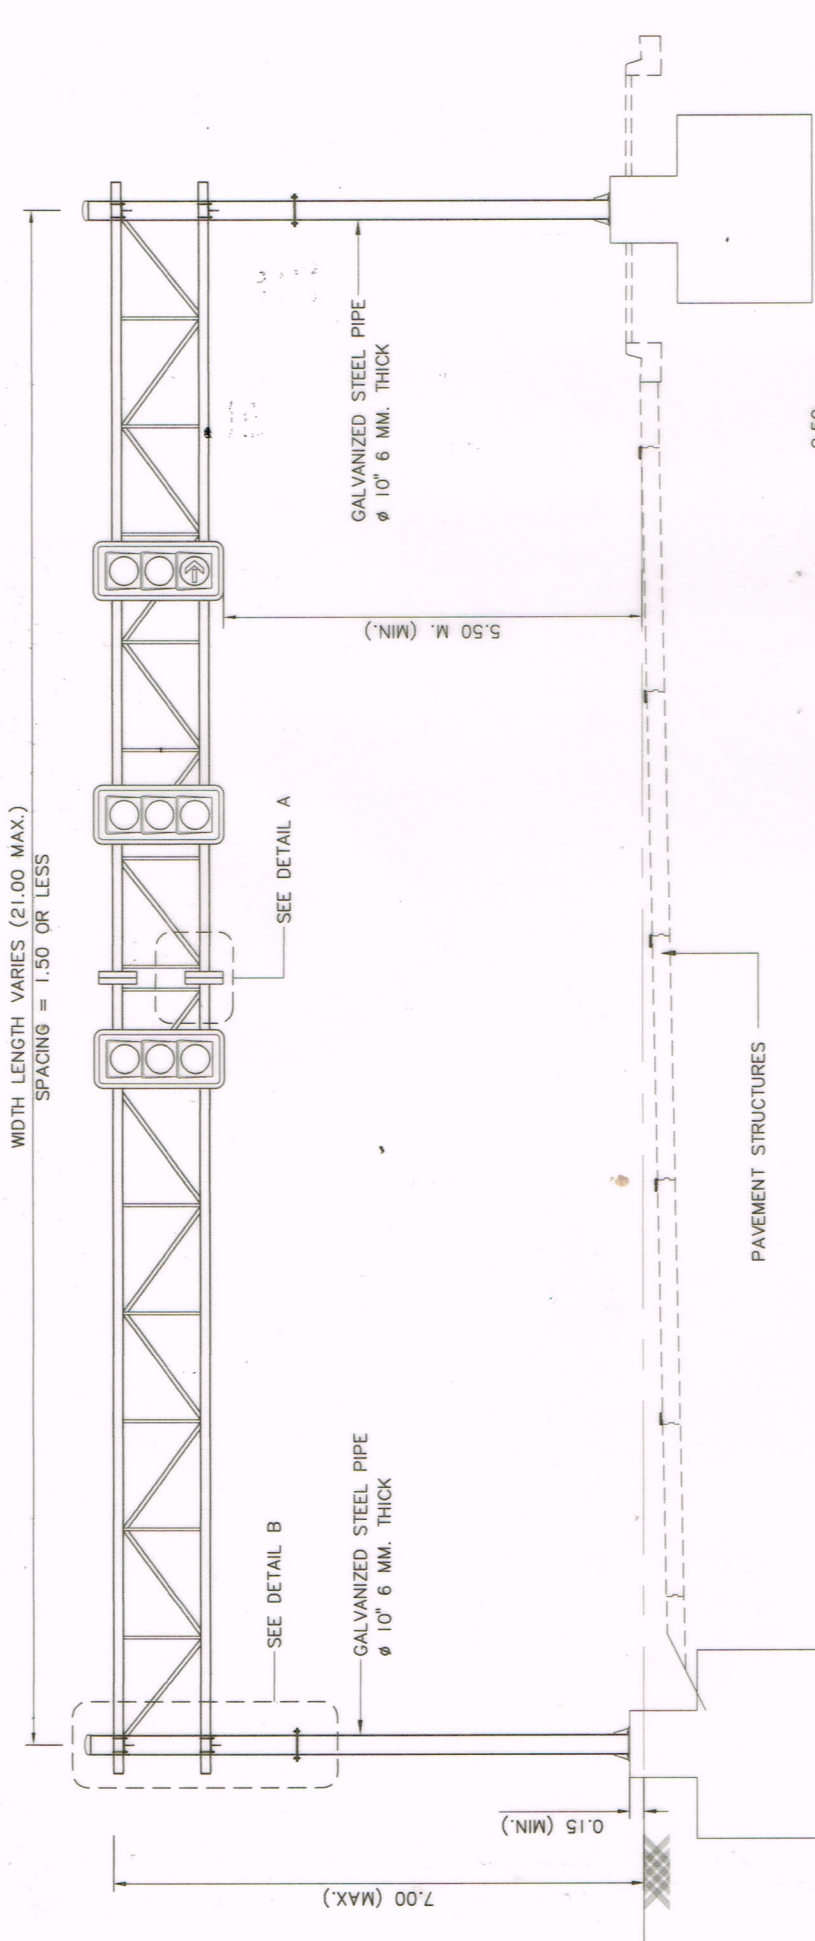 WIDTH LENGTH VARIES (21.00 MAX.)
SPACING = 1.50 OR LESS
SEE DETAIL B
GALVANIZED STEEL PIPE
ø 10" 6 MM. THICK
SEE DETAIL A
GALVANIZED STEEL PIPE
ø 10" 6 MM. THICK
5.50 M. (MIN.)
7.00 (MAX.)
0.15 (MIN.)
PAVEMENT STRUCTURES